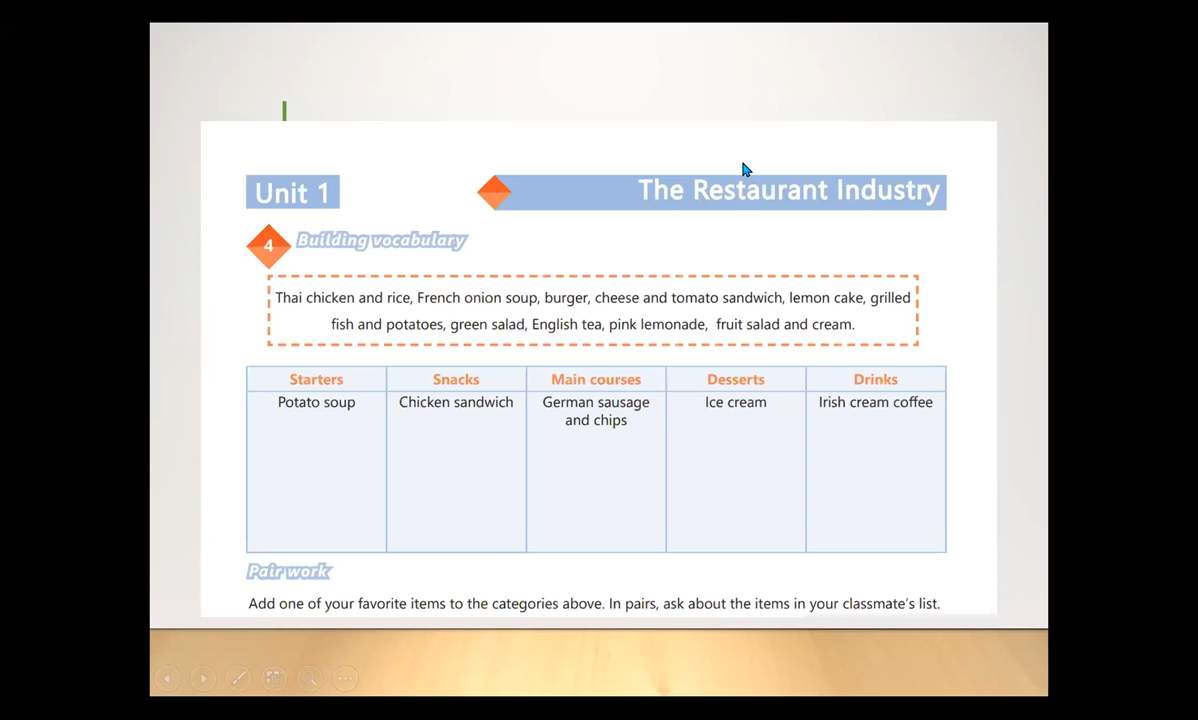 Unit 1
The Restaurant Industry
4
Building vocabulary
Thai chicken and rice, French onion soup, burger, cheese and tomato sandwich, lemon cake, grilled
fish and potatoes, green salad, English tea, pink lemonade, fruit salad and cream.
Starters Snacks Main courses Desserts Drinks
Potato soup Chicken sandwich German sausage Ice cream Irish cream coffee
and chips
Pair work
Add one of your favorite items to the categories above. In pairs, ask about the items in your classmate's list.